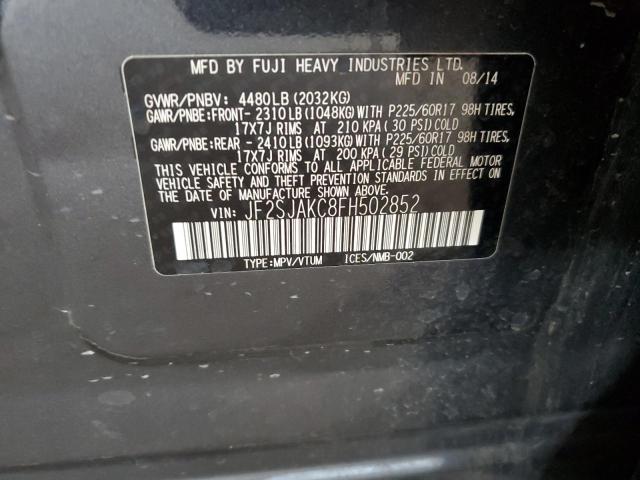 MFD BY FUJI HEAVY INDUSTRIES LTD.
MFD IN 08/14
GVWR/PNBV: 4480LB(2032KG)
GAWR/PNBE:FRONT- 2310LB(1048KG)WITH P225/60R17 98H TIRES,
17X7J RIMS AT 210 KPA(30 PSI)COLD
GAWR/PNBE:REAR - 2410LB(1093KG)WITH P225/60R17 98H TIRES,
17X7J RIMS AT 200 KPA(29 PSI)COLD
THIS VEHICLE CONFORMS TO ALL APPLICABLE FEDERAL MOTOR
VEHICLE SAFETY AND THEFT PREVENTION STANDARDS IN EFFECT ON
THE DATE OF MANUFACTURE SHOWN ABOVE.
VIN: JF2SJAKC8FH502852
TYPE:MPV/VTUM ICES/NMB-002